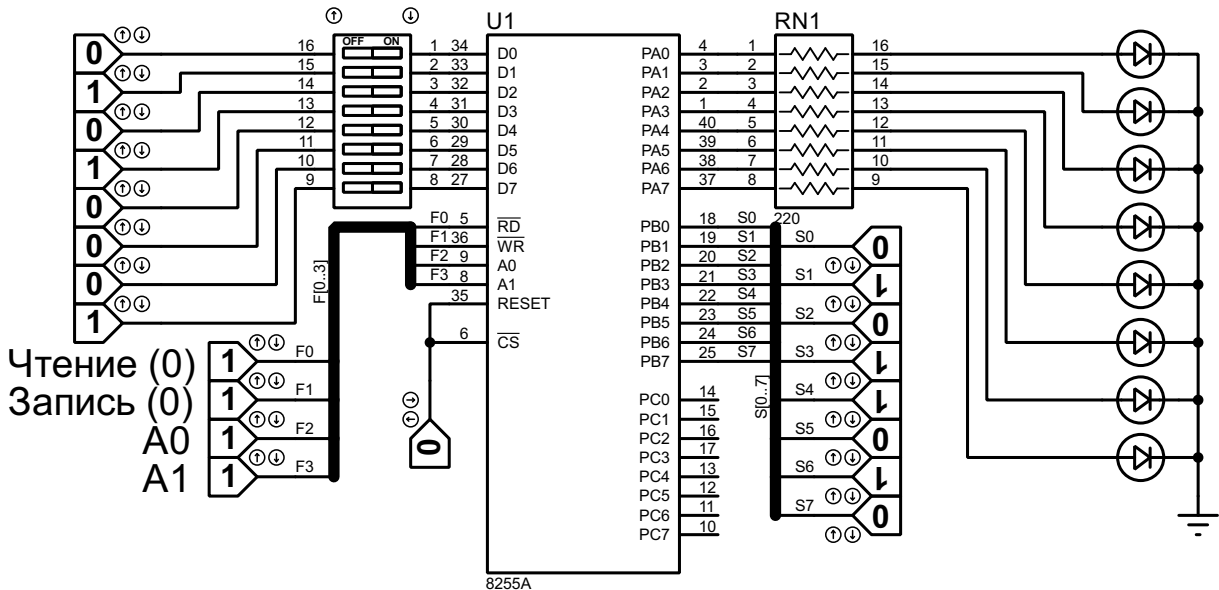 U1 RN1
OFF ON
0 16 1 34 D0 PA0 4 1 16
1 15 2 33 D1 PA1 3 2 15
0 14 3 32 D2 PA2 2 3 14
1 13 4 31 D3 PA3 1 4 13
0 12 5 30 D4 PA4 40 5 12
0 11 6 29 D5 PA5 39 6 11
0 10 7 28 D6 PA6 38 7 10
1 9 8 27 D7 PA7 37 8 9
220
F0 5 RD PB0 18 S0 S0 0
F1 36 WR PB1 19 S1 S1 1
F2 9 A0 PB2 20 S2 S2 0
F3 8 A1 PB3 21 S3 S3 1
35 RESET PB4 22 S4 S4 1
PB5 23 S5 S5 0
6 CS PB6 24 S6 S6 1
PB7 25 S7 S7 0
F[0..3]
S[0..7]
Чтение (0) 1 F0
Запись (0) 1 F1
A0 1 F2
A1 1 F3
0
PC0 14
PC1 15
PC2 16
PC3 17
PC4 13
PC5 12
PC6 11
PC7 10
8255A